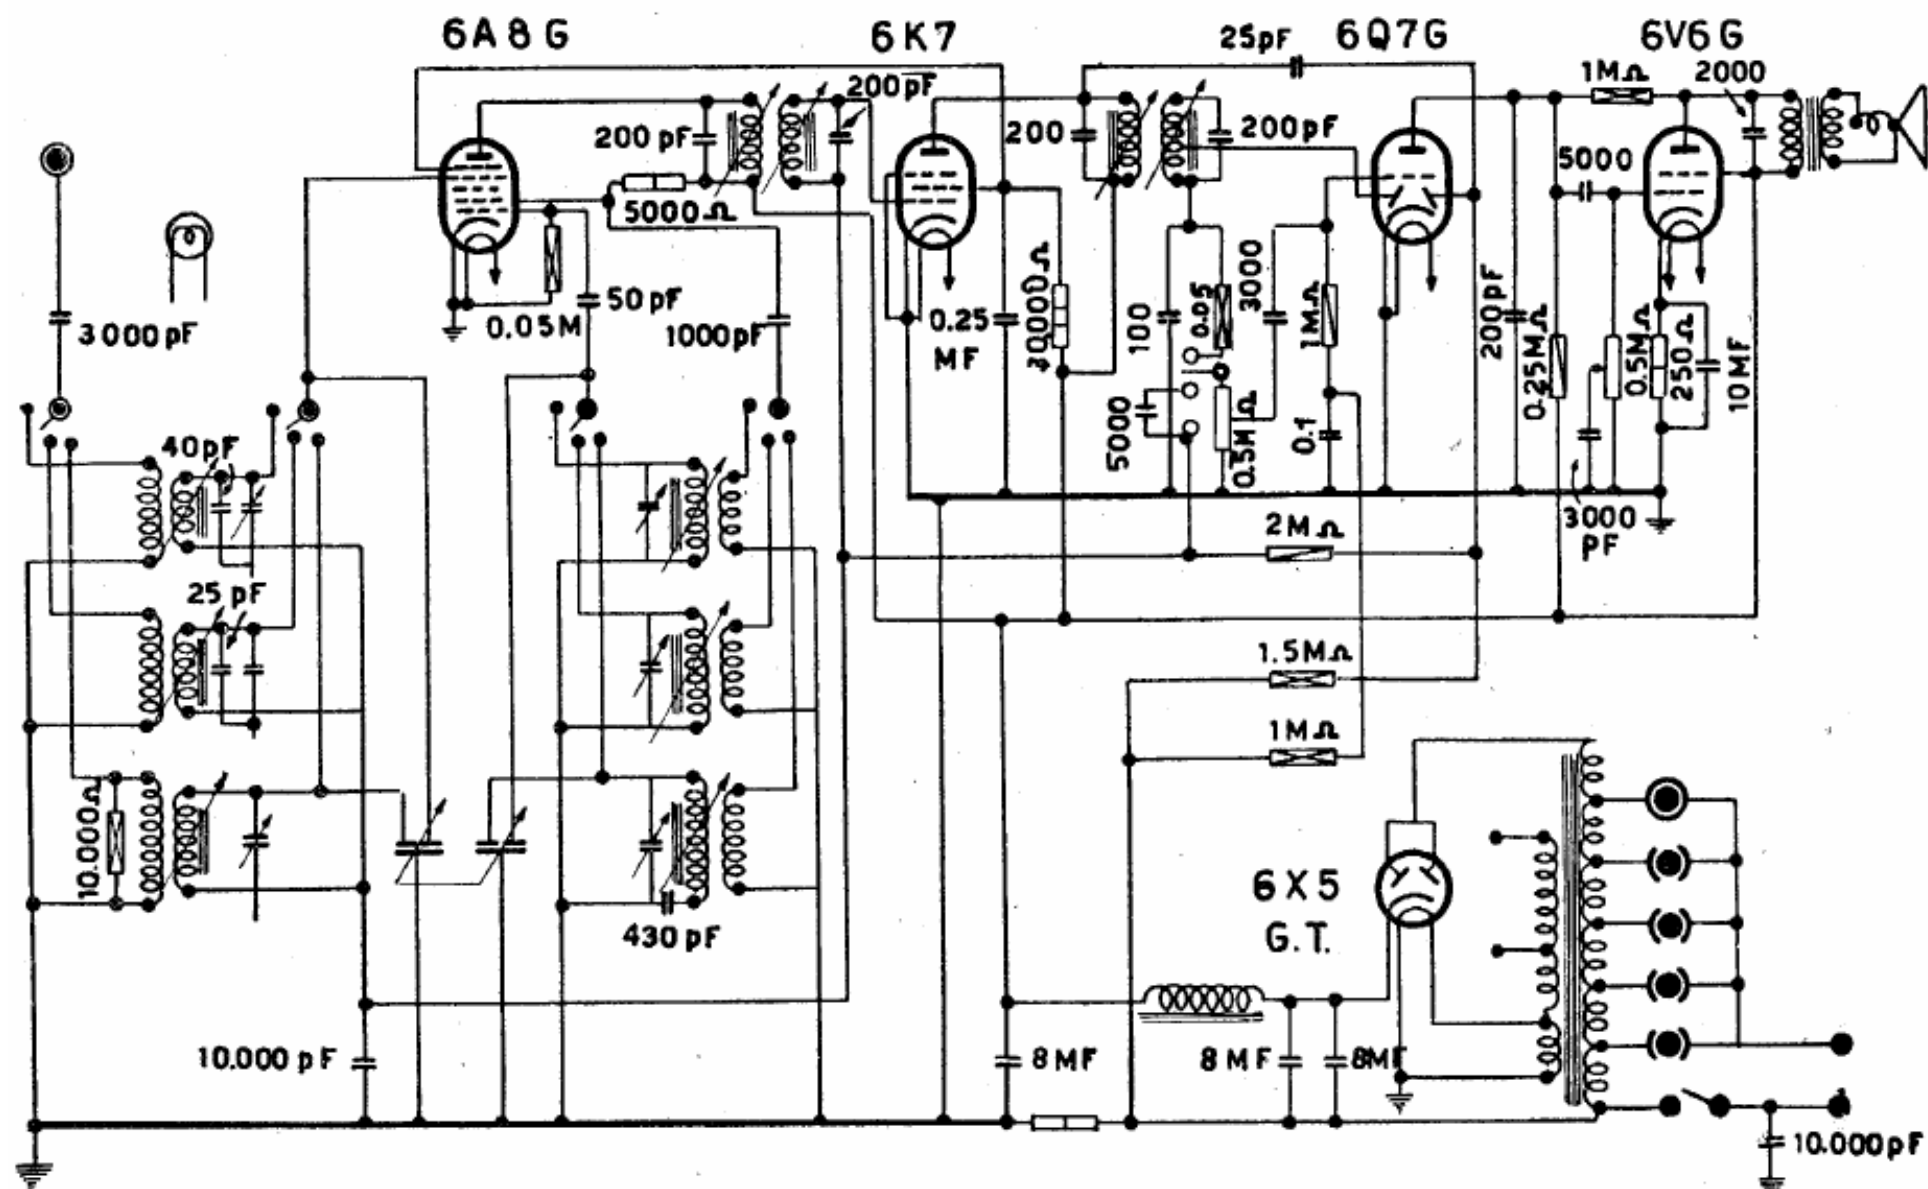 6A8G
6K7
25pF
6Q7G
6V6G
1MΩ
2000
200pF
200 pF
200
200pF
5000
5000Ω
3000pF
50pF
0.05M
1000pF
0.25
MF
30000Ω
100
0.05
3000
1MΩ
200pF
0.25MΩ
0.5MΩ
250Ω
10MF
5000
0.5MΩ
0.1
40pF
3000
PF
2MΩ
25 pF
1.5MΩ
1MΩ
10.000Ω
430pF
6X5
G.T.
10.000pF
8MF
8MF
8MF
10.000pF